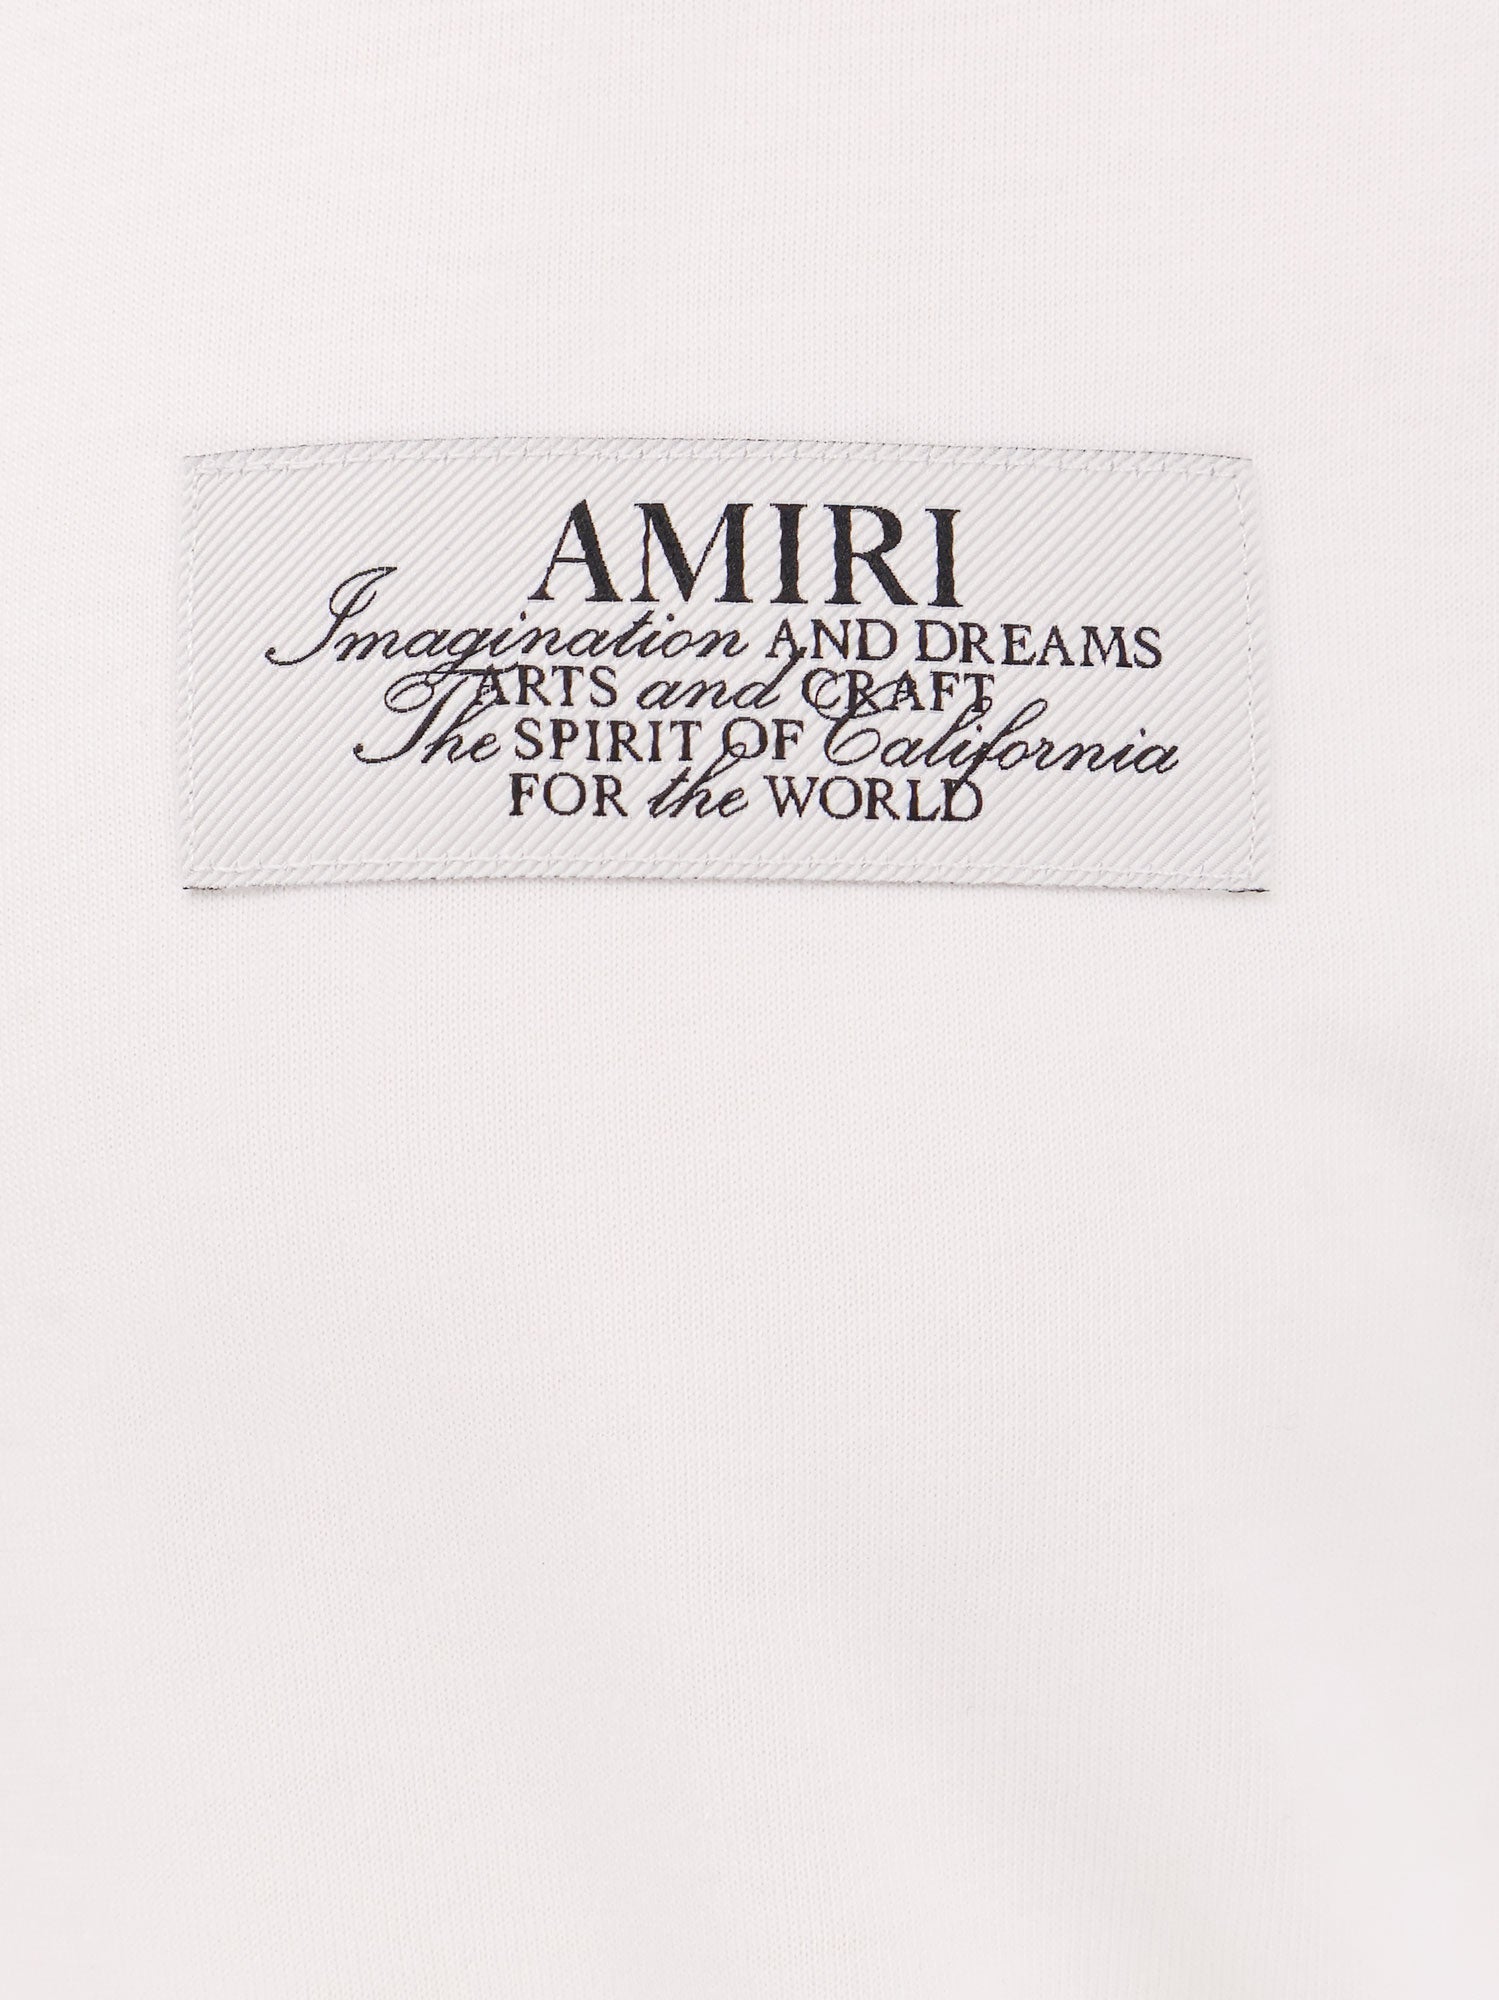 AMIRI
Imagination AND DREAMS
ARTS and CRAFT
The SPIRIT OF California
FOR the WORLD